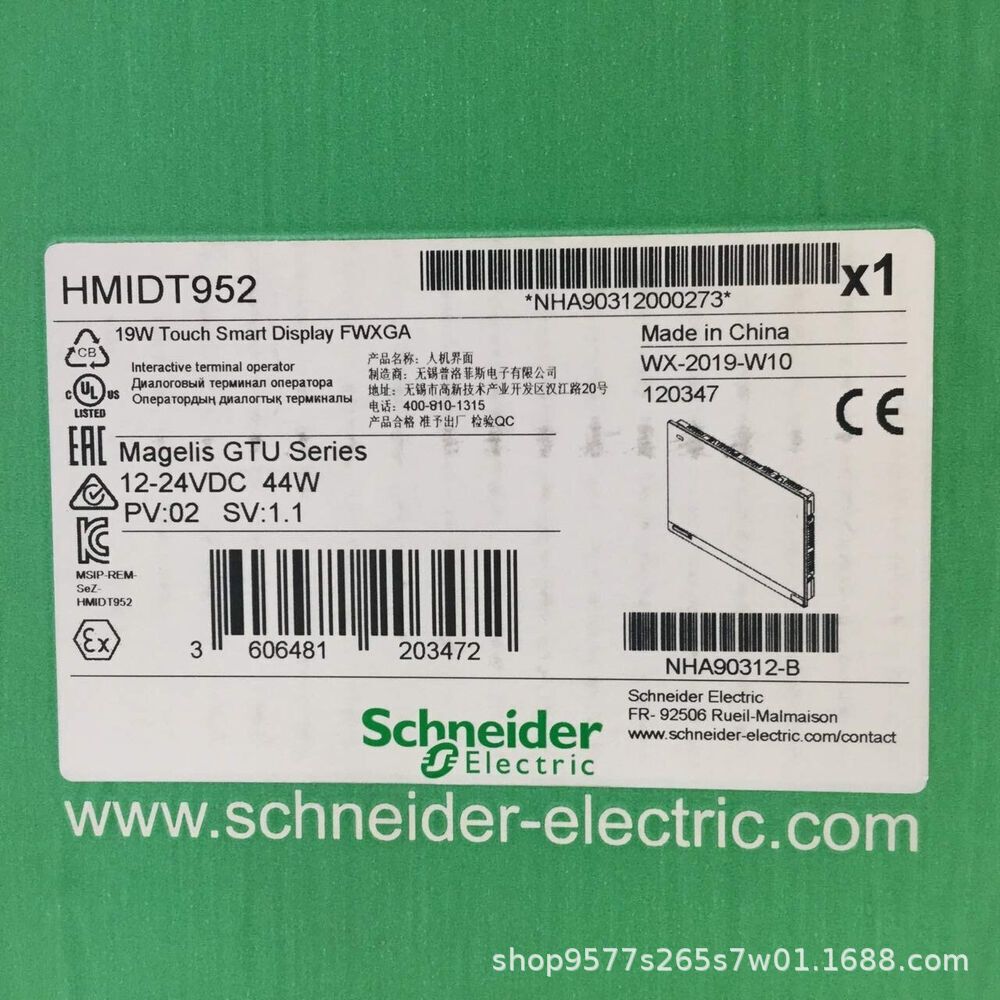 HMIDT952
*NHA90312000273*
x1
19W Touch Smart Display FWXGA
Interactive terminal operator
Диалоговый терминал оператора
Оператордың диалогтық терминалы
产品名称：人机界面
制造商：无锡普洛菲斯电子有限公司
地址：无锡市高新技术产业开发区汉江路20号
电话：400-810-1315
产品合格 准予出厂 检验QC
Made in China
WX-2019-W10
120347
CB
C UL US
LISTED
EAC
CE
Magelis GTU Series
12-24VDC 44W
PV:02 SV:1.1
MSIP-REM-
SeZ-
HMIDT952
Ex
3 606481 203472
NHA90312-B
Schneider Electric
FR- 92506 Rueil-Malmaison
www.schneider-electric.com/contact
Schneider
Electric
www.schneider-electric.com
shop9577s265s7w01.1688.com